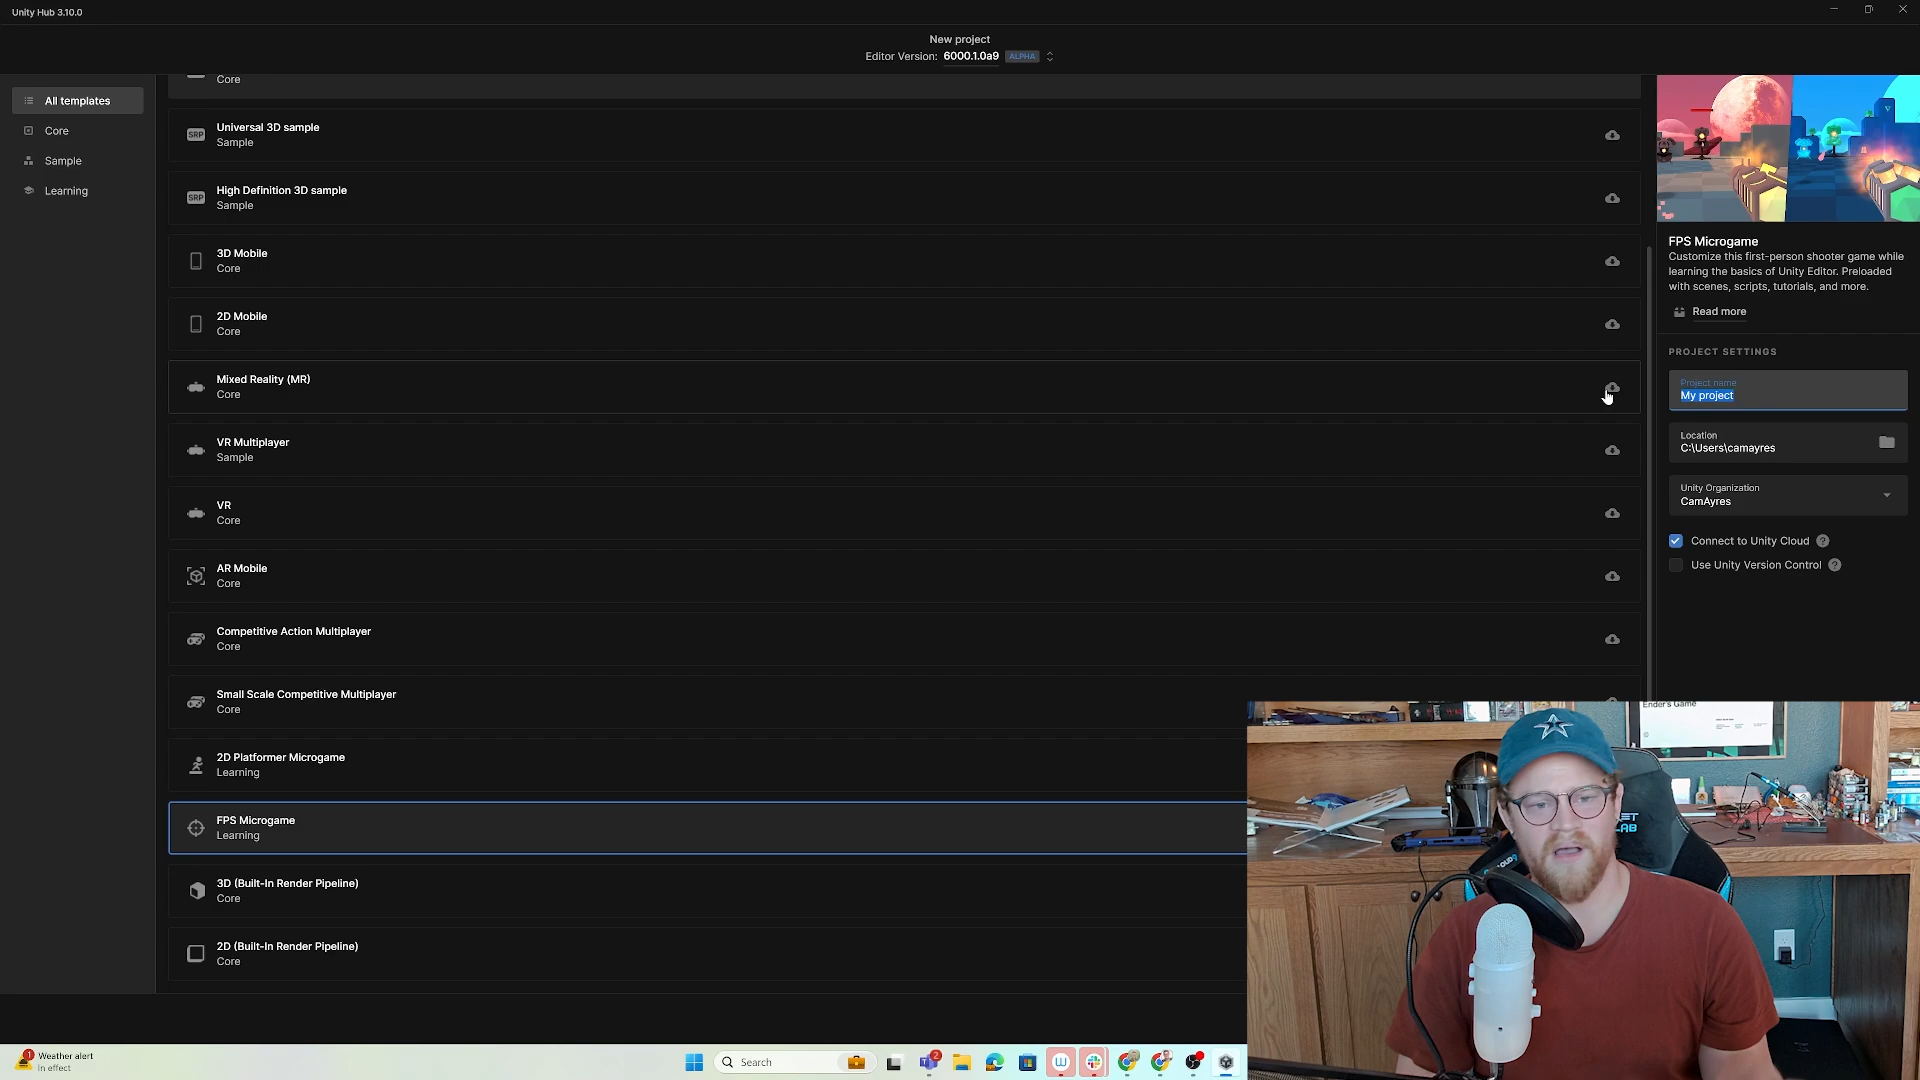 Unity Hub 3.10.0
New project
Editor Version: 6000.1.0a9 ALPHA
All templates
Core
Sample
Learning
Core
Universal 3D sample
Sample
SRP
High Definition 3D sample
Sample
SRP
3D Mobile
Core
2D Mobile
Core
Mixed Reality (MR)
Core
VR Multiplayer
Sample
VR
Core
AR Mobile
Core
Competitive Action Multiplayer
Core
Small Scale Competitive Multiplayer
Core
2D Platformer Microgame
Learning
FPS Microgame
Learning
3D (Built-In Render Pipeline)
Core
2D (Built-In Render Pipeline)
Core
FPS Microgame
Customize this first-person shooter game while
learning the basics of Unity Editor. Preloaded
with scenes, scripts, tutorials, and more.
Read more
PROJECT SETTINGS
Project name
My project
Location
C:\Users\camayres
Unity Organization
CamAyres
Connect to Unity Cloud ?
Use Unity Version Control ?
Ender's Game
1
Weather alert
In effect
Search
2